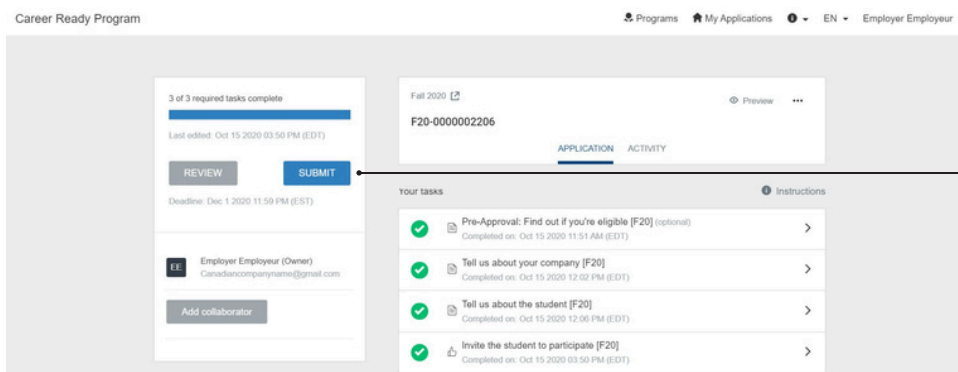 Career Ready Program
Programs My Applications EN Employer Employeur
3 of 3 required tasks complete
Last edited: Oct 15 2020 03:50 PM (EDT)
REVIEW SUBMIT
Deadline: Dec 1 2020 11:59 PM (EST)
EE Employer Employeur (Owner)
Canadiancompanyname@gmail.com
Add collaborator
Fall 2020
Preview
F20-0000002206
APPLICATION ACTIVITY
Your tasks
Instructions
Pre-Approval: Find out if you're eligible [F20] (optional)
Completed on: Oct 15 2020 11:51 AM (EDT)
Tell us about your company [F20]
Completed on: Oct 15 2020 12:02 PM (EDT)
Tell us about the student [F20]
Completed on: Oct 15 2020 12:06 PM (EDT)
Invite the student to participate [F20]
Completed on: Oct 15 2020 03:50 PM (EDT)